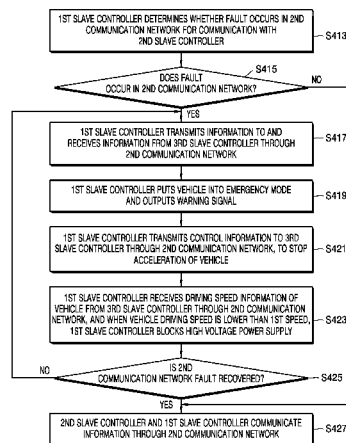 1ST SLAVE CONTROLLER DETERMINES WHETHER FAULT OCCURS IN 2ND
COMMUNICATION NETWORK FOR COMMUNICATION WITH
2ND SLAVE CONTROLLER
S413
S415
DOES FAULT
OCCUR IN 2ND COMMUNICATION NETWORK?
NO
YES
1ST SLAVE CONTROLLER TRANSMITS INFORMATION TO AND
RECEIVES INFORMATION FROM 3RD SLAVE CONTROLLER THROUGH
2ND COMMUNICATION NETWORK
S417
1ST SLAVE CONTROLLER PUTS VEHICLE INTO EMERGENCY MODE
AND OUTPUTS WARNING SIGNAL
S419
1ST SLAVE CONTROLLER TRANSMITS CONTROL INFORMATION TO 3RD
SLAVE CONTROLLER THROUGH 2ND COMMUNICATION NETWORK, TO STOP
ACCELERATION OF VEHICLE
S421
1ST SLAVE CONTROLLER RECEIVES DRIVING SPEED INFORMATION OF
VEHICLE FROM 3RD SLAVE CONTROLLER THROUGH 2ND COMMUNICATION
NETWORK, AND WHEN VEHICLE DRIVING SPEED IS LOWER THAN 1ST SPEED,
1ST SLAVE CONTROLLER BLOCKS HIGH VOLTAGE POWER SUPPLY
S423
NO
IS 2ND
COMMUNICATION NETWORK FAULT RECOVERED?
S425
YES
2ND SLAVE CONTROLLER AND 1ST SLAVE CONTROLLER COMMUNICATE
INFORMATION THROUGH 2ND COMMUNICATION NETWORK
S427